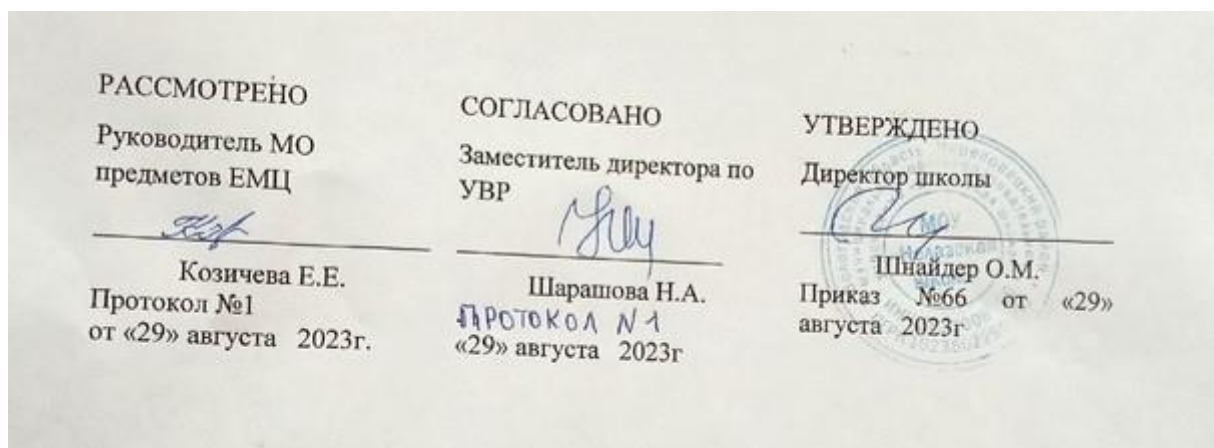 РАССМОТРЕНО
Руководитель МО
предметов ЕМЦ
Козичева Е.Е.
Протокол №1
от «29» августа 2023г.
СОГЛАСОВАНО
Заместитель директора по
УВР
Шарашова Н.А.
ПРОТОКОЛ N 1
«29» августа 2023г
УТВЕРЖДЕНО
Директор школы
МОУ
Шнайдер О.М.
Приказ №66 от «29»
августа 2023г